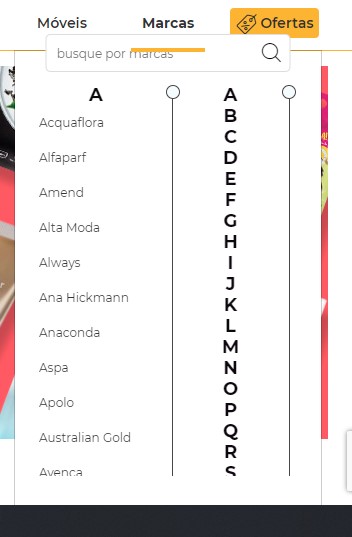 Móveis Marcas Ofertas
busque por marcas
A
Acquaflora
Alfaparf
Amend
Alta Moda
Always
Ana Hickmann
Anaconda
Aspa
Apolo
Australian Gold
Avenca
A
B
C
D
E
F
G
H
I
J
K
L
M
N
O
P
Q
R
S